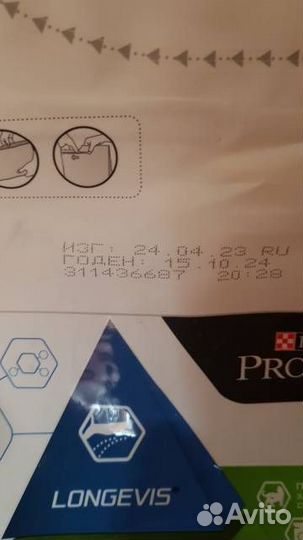 ИЗГ: 24.04.23 RU
ГОДЕН: 15.10.24
311436687 20:28
PRO
LONGEVIS®
Avito